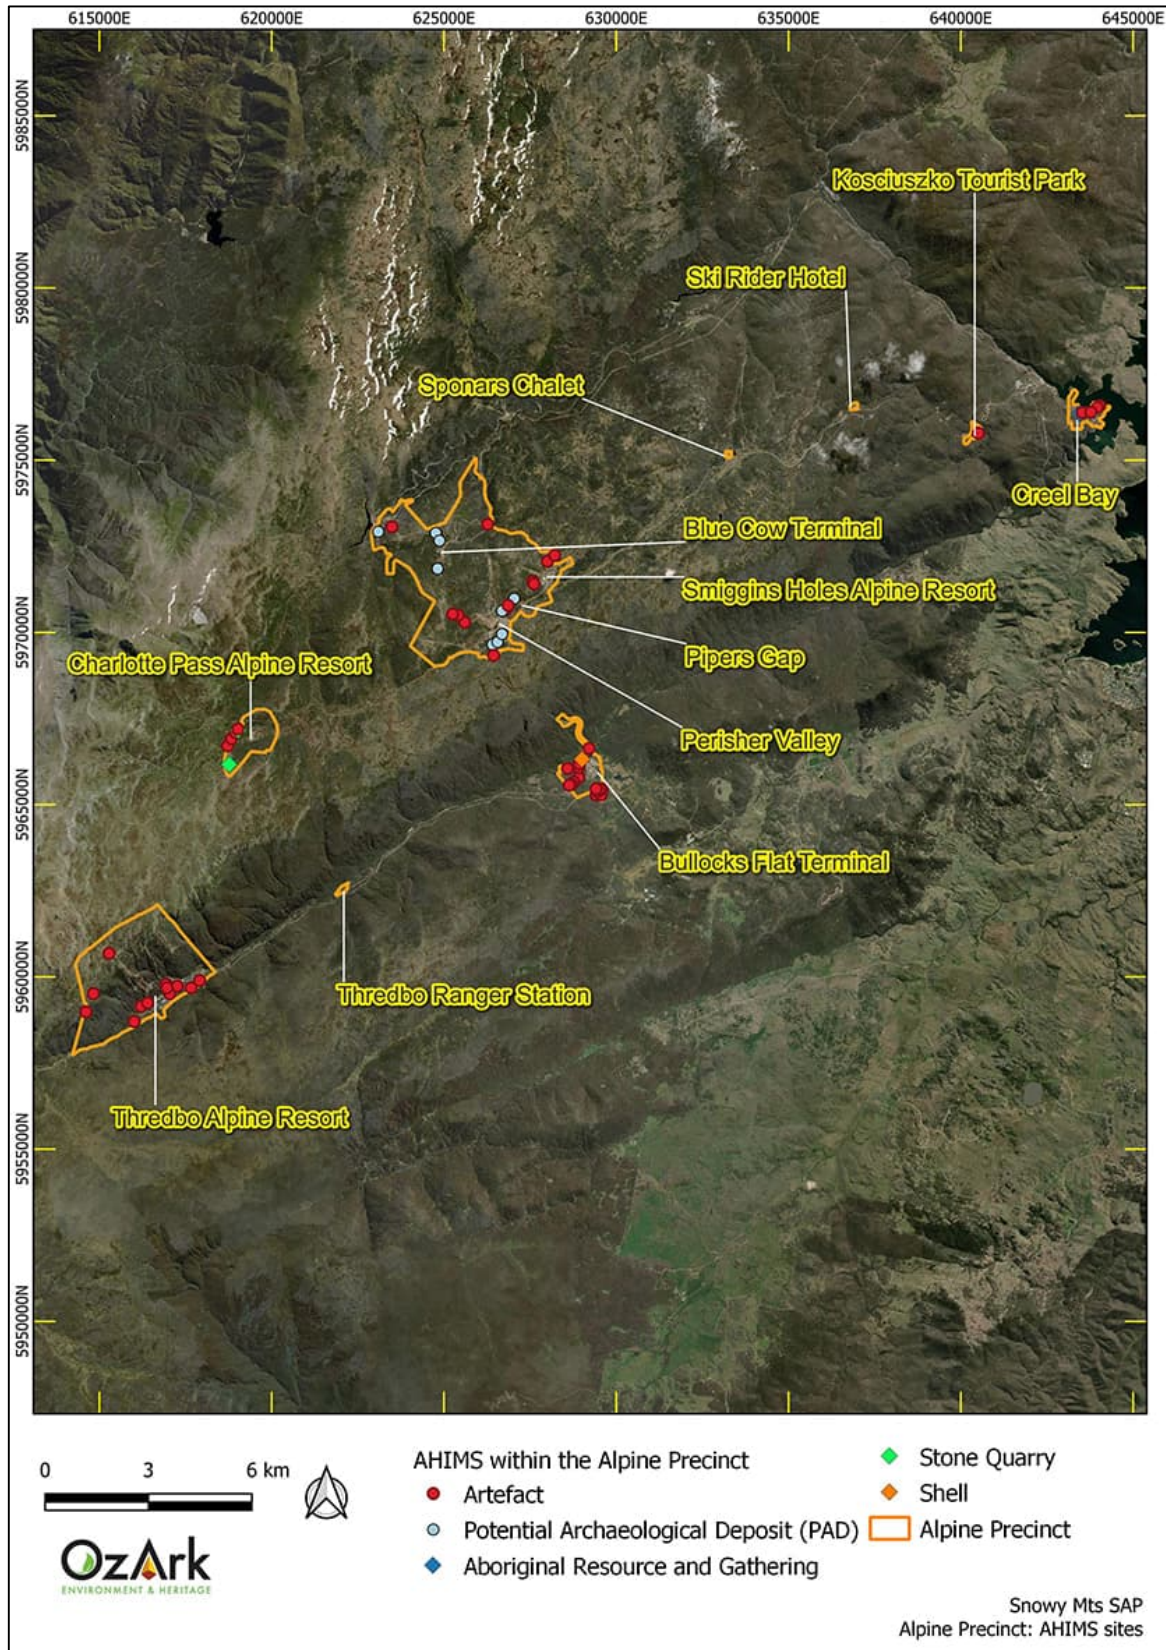 615000E 620000E 625000E 630000E 635000E 640000E 645000E
5985000N
5980000N
5975000N
5970000N
5965000N
5960000N
5955000N
5950000N
Kosciuszko Tourist Park
Ski Rider Hotel
Sponars Chalet
Creel Bay
Blue Cow Terminal
Smiggins Holes Alpine Resort
Pipers Gap
Charlotte Pass Alpine Resort
Perisher Valley
Bullocks Flat Terminal
Thredbo Ranger Station
Thredbo Alpine Resort
0 3 6 km
OzArk
ENVIRONMENT & HERITAGE
AHIMS within the Alpine Precinct
Artefact
Potential Archaeological Deposit (PAD)
Aboriginal Resource and Gathering
Stone Quarry
Shell
Alpine Precinct
Snowy Mts SAP
Alpine Precinct: AHIMS sites